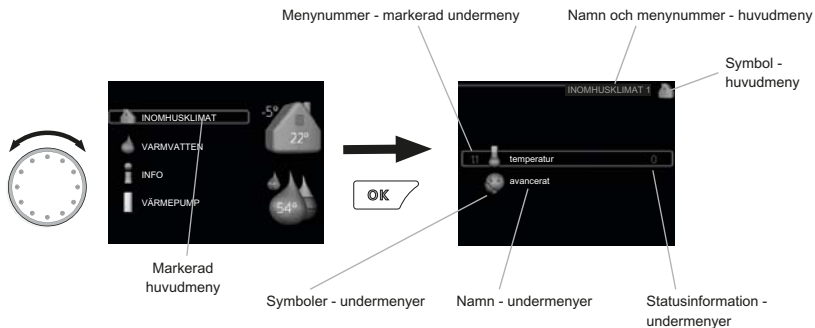 Menynummer - markerad undermeny
Namn och menynummer - huvudmeny
Symbol -
huvudmeny
INOMHUSKLIMAT
VARMVATTEN
INFO
VÄRMEPUMP
-5°
22°
54°
OK
INOMHUSKLIMAT 1
11 temperatur 0
avancerat
Markerad
huvudmeny
Symboler - undermenyer
Namn - undermenyer
Statusinformation -
undermenyer